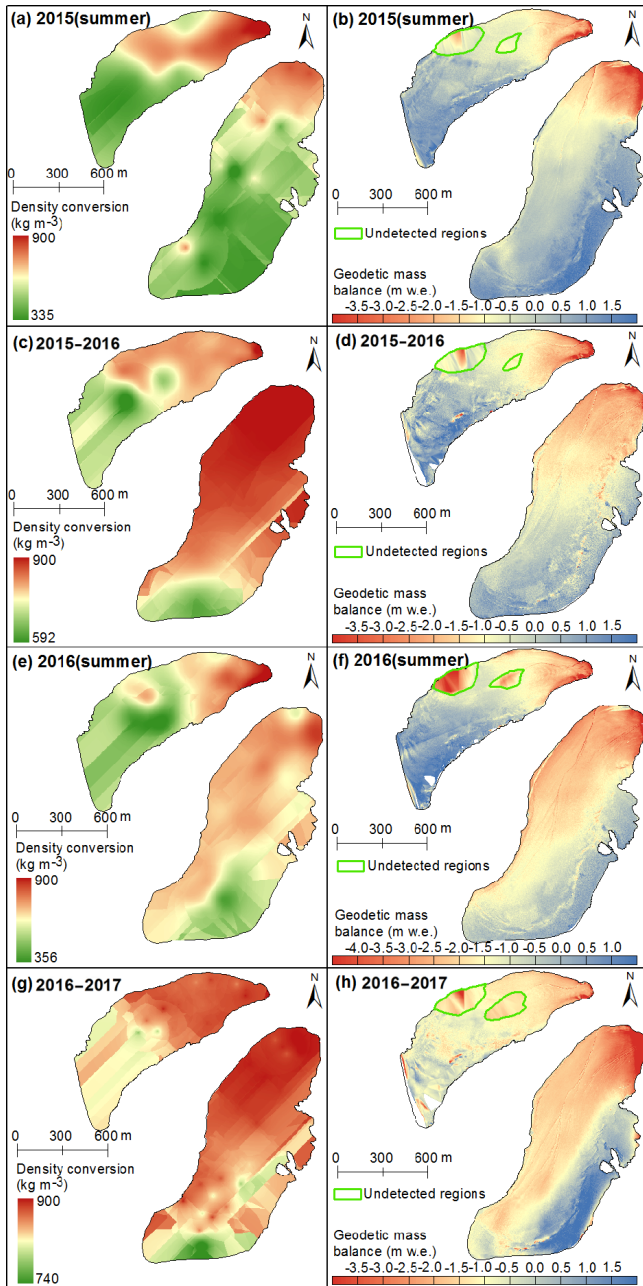 (a) 2015(summer)
N
0 300 600 m
Density conversion
(kg m-3)
900
335
(b) 2015(summer)
N
0 300 600 m
Undetected regions
Geodetic mass
balance (m w.e.)
-3.5-3.0-2.5-2.0-1.5-1.0-0.5 0.0 0.5 1.0 1.5
(c) 2015-2016
N
0 300 600 m
Density conversion
(kg m-3)
900
592
(d) 2015-2016
N
0 300 600 m
Undetected regions
Geodetic mass
balance (m w.e.)
-3.5-3.0-2.5-2.0-1.5-1.0-0.5 0.0 0.5 1.0 1.5
(e) 2016(summer)
N
0 300 600 m
Density conversion
(kg m-3)
900
356
(f) 2016(summer)
N
0 300 600 m
Undetected regions
Geodetic mass
balance (m w.e.)
-4.0-3.5-3.0-2.5-2.0-1.5-1.0-0.5 0.0 0.5 1.0
(g) 2016-2017
N
0 300 600 m
Density conversion
(kg m-3)
900
740
(h) 2016-2017
N
0 300 600 m
Undetected regions
Geodetic mass
balance (m w.e.)
-3.5-3.0-2.5-2.0-1.5-1.0-0.5 0.0 0.5 1.0 1.5